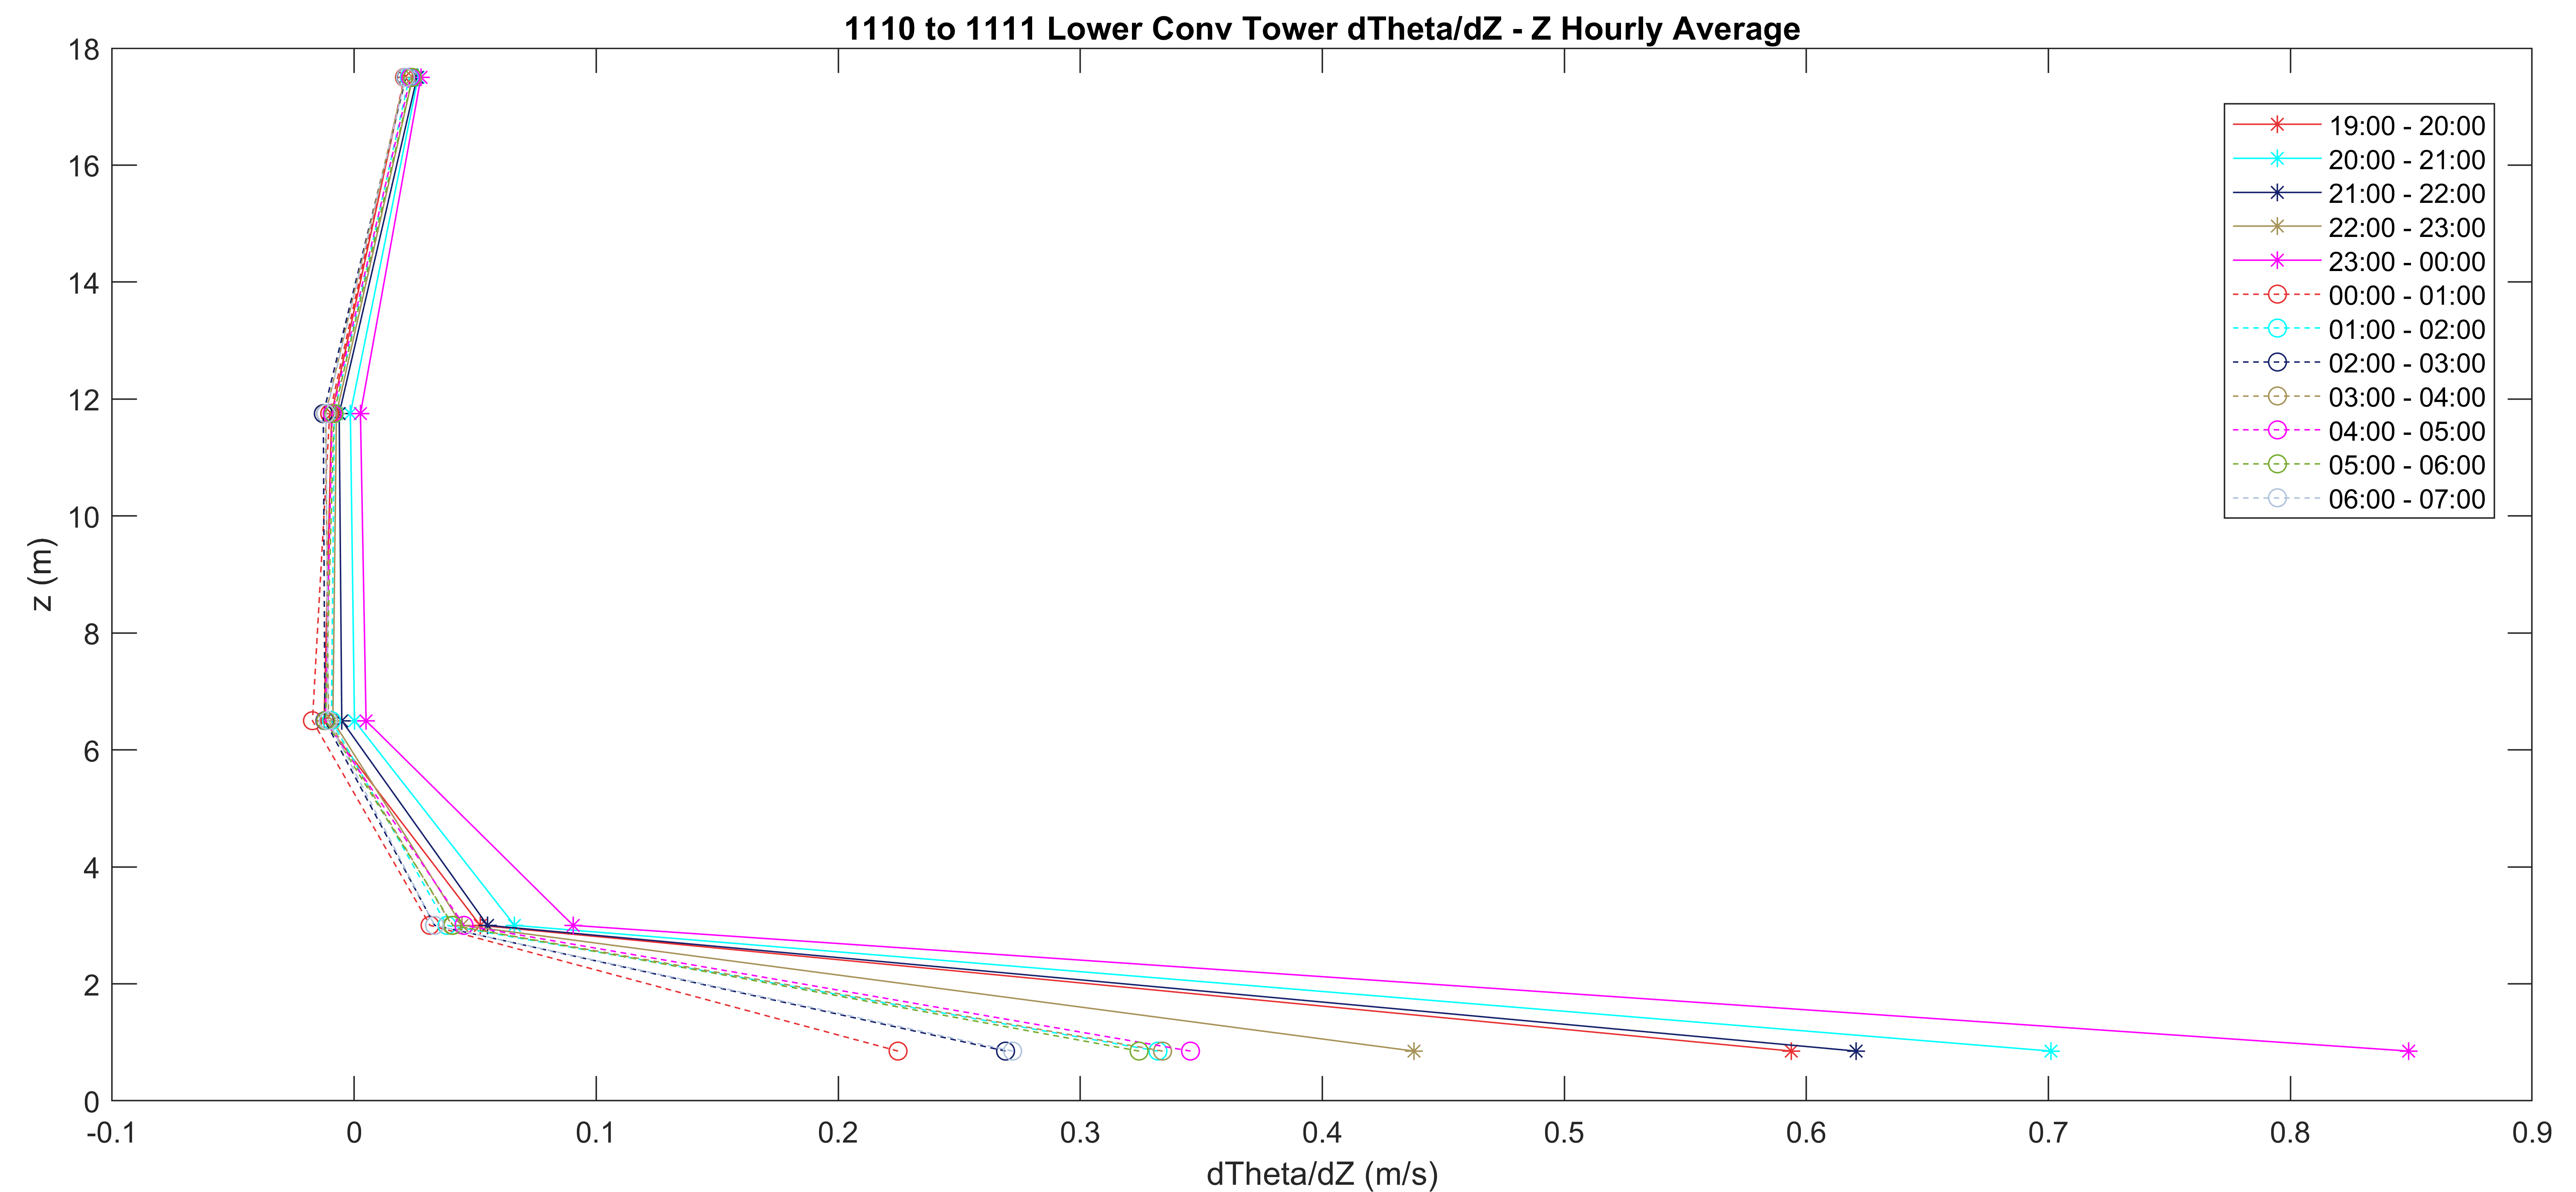 1110 to 1111 Lower Conv Tower dTheta/dZ - Z Hourly Average
18
16
14
12
10
8
6
4
2
0
z (m)
-0.1 0 0.1 0.2 0.3 0.4 0.5 0.6 0.7 0.8 0.9
dTheta/dZ (m/s)
19:00 - 20:00
20:00 - 21:00
21:00 - 22:00
22:00 - 23:00
23:00 - 00:00
00:00 - 01:00
01:00 - 02:00
02:00 - 03:00
03:00 - 04:00
04:00 - 05:00
05:00 - 06:00
06:00 - 07:00